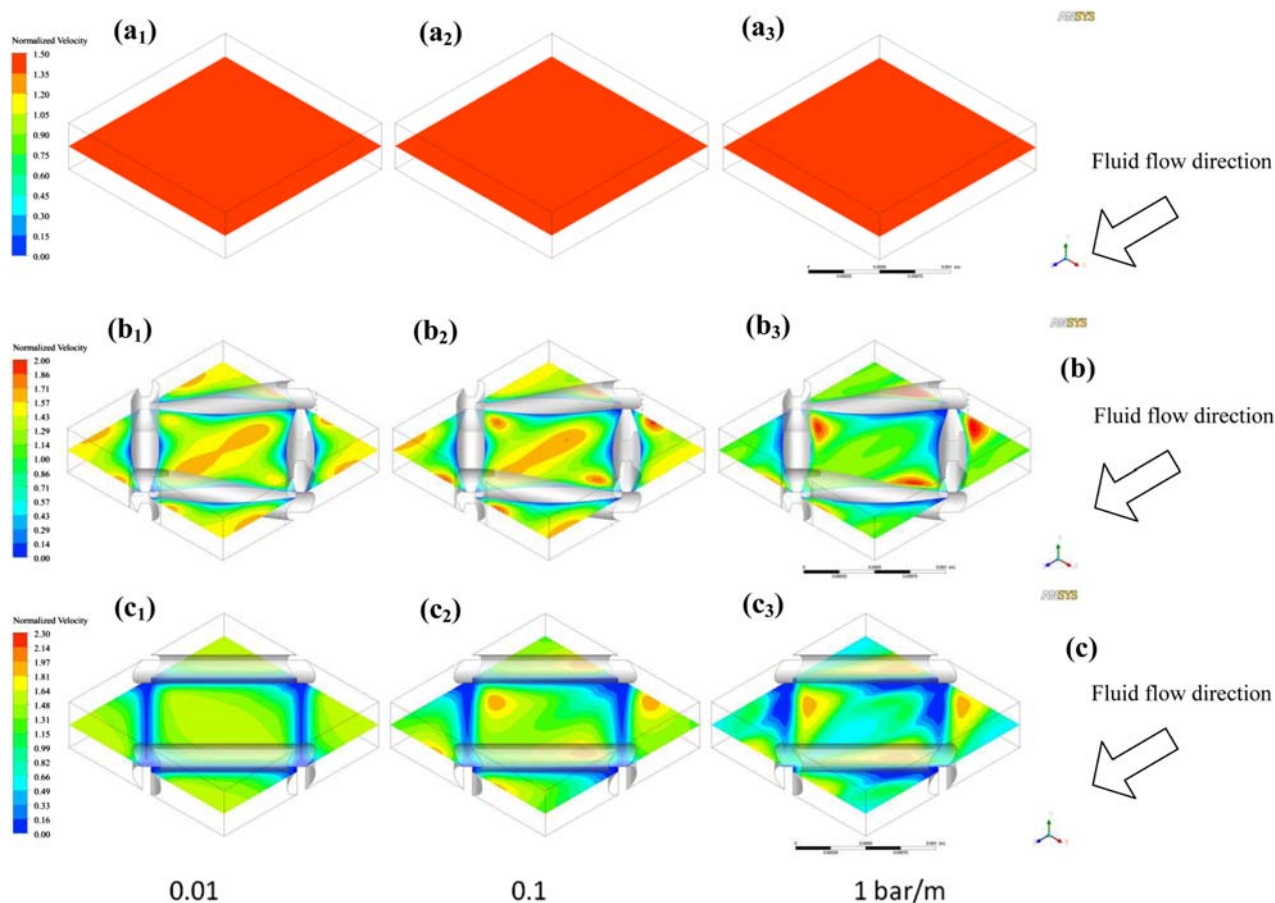 (a1)
(a2)
(a3)
ANSYS
Normalized Velocity
1.50
1.35
1.20
1.05
0.90
0.75
0.60
0.45
0.30
0.15
0.00
Fluid flow direction
(b1)
(b2)
(b3)
ANSYS
Normalized Velocity
2.00
1.86
1.71
1.57
1.43
1.29
1.14
1.00
0.86
0.71
0.57
0.43
0.29
0.14
0.00
(b)
Fluid flow direction
(c1)
(c2)
(c3)
ANSYS
Normalized Velocity
2.30
2.14
1.97
1.81
1.64
1.48
1.31
1.15
0.99
0.82
0.66
0.49
0.33
0.16
0.00
(c)
Fluid flow direction
0.01
0.1
1 bar/m